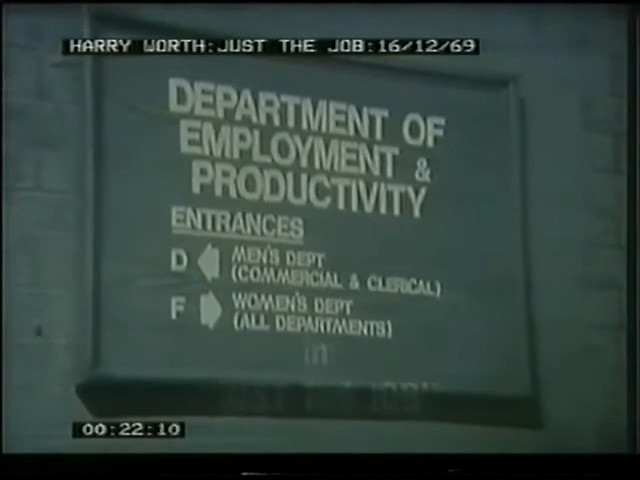 HARRY WORTH:JUST THE JOB:16/12/69
DEPARTMENT OF
EMPLOYMENT &
PRODUCTIVITY
ENTRANCES
D MEN'S DEPT
(COMMERCIAL & CLERICAL)
F WOMEN'S DEPT
(ALL DEPARTMENTS)
in
00:22:10